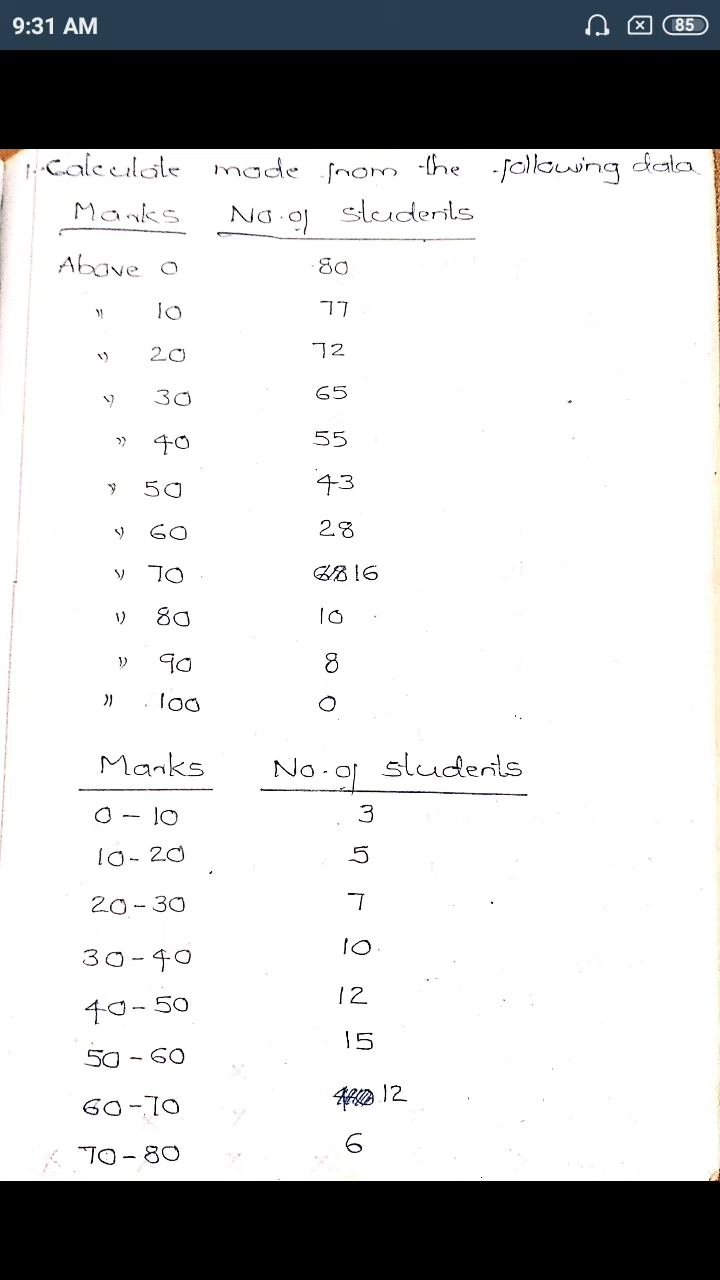 9:31 AM 85
1. Calculate mode from the following data
Marks No. of students
Above 0 80
" 10 77
" 20 72
" 30 65
" 40 55
" 50 43
" 60 28
" 70 16
" 80 10
" 90 8
" 100 0
Marks No. of students
0 - 10 3
10 - 20 5
20 - 30 7
30 - 40 10
40 - 50 12
50 - 60 15
60 - 70 12
70 - 80 6